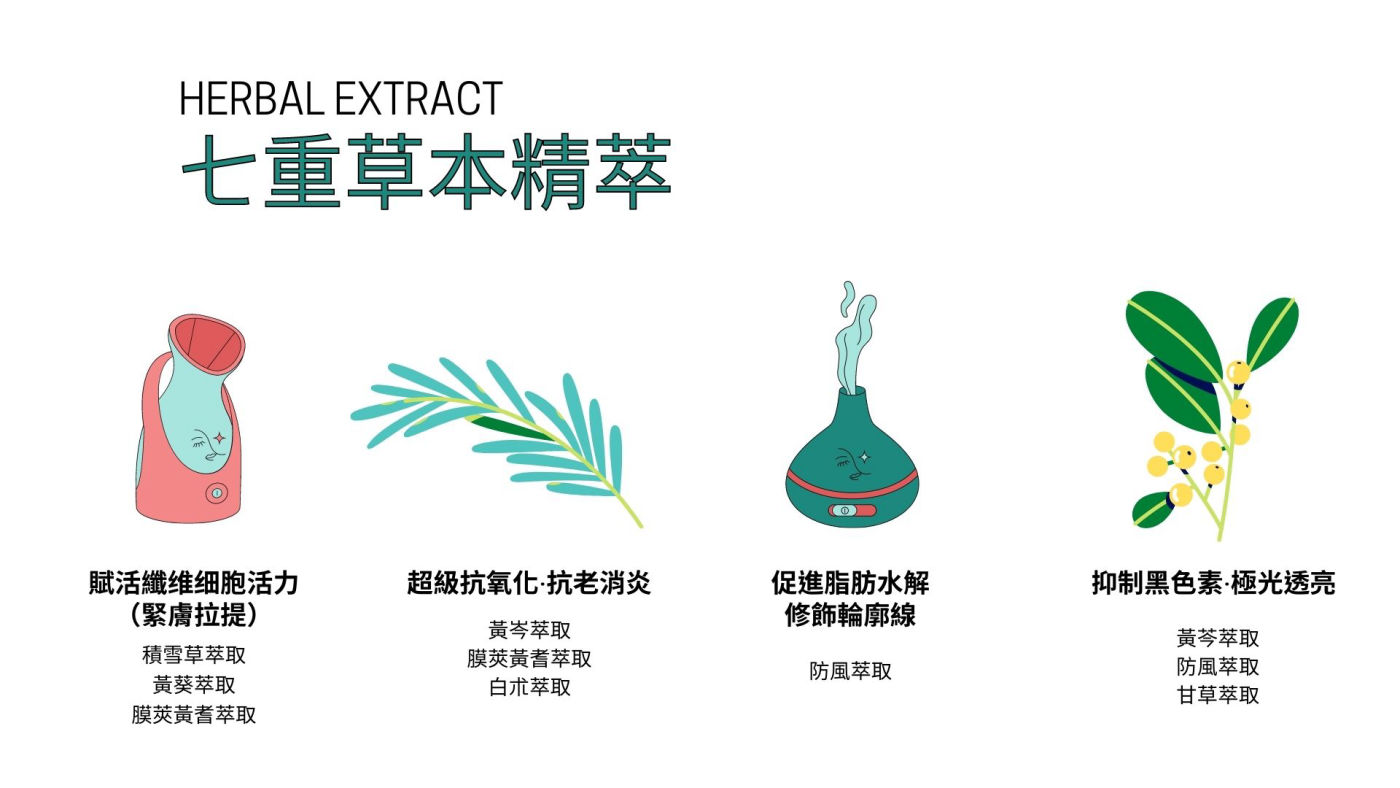 HERBAL EXTRACT
七重草本精萃
賦活纖维细胞活力
（緊膚拉提）
積雪草萃取
黃葵萃取
膜莢黃耆萃取
超級抗氧化·抗老消炎
黃岑萃取
膜莢黃耆萃取
白朮萃取
促進脂肪水解
修飾輪廓線
防風萃取
抑制黑色素·極光透亮
黃芩萃取
防風萃取
甘草萃取